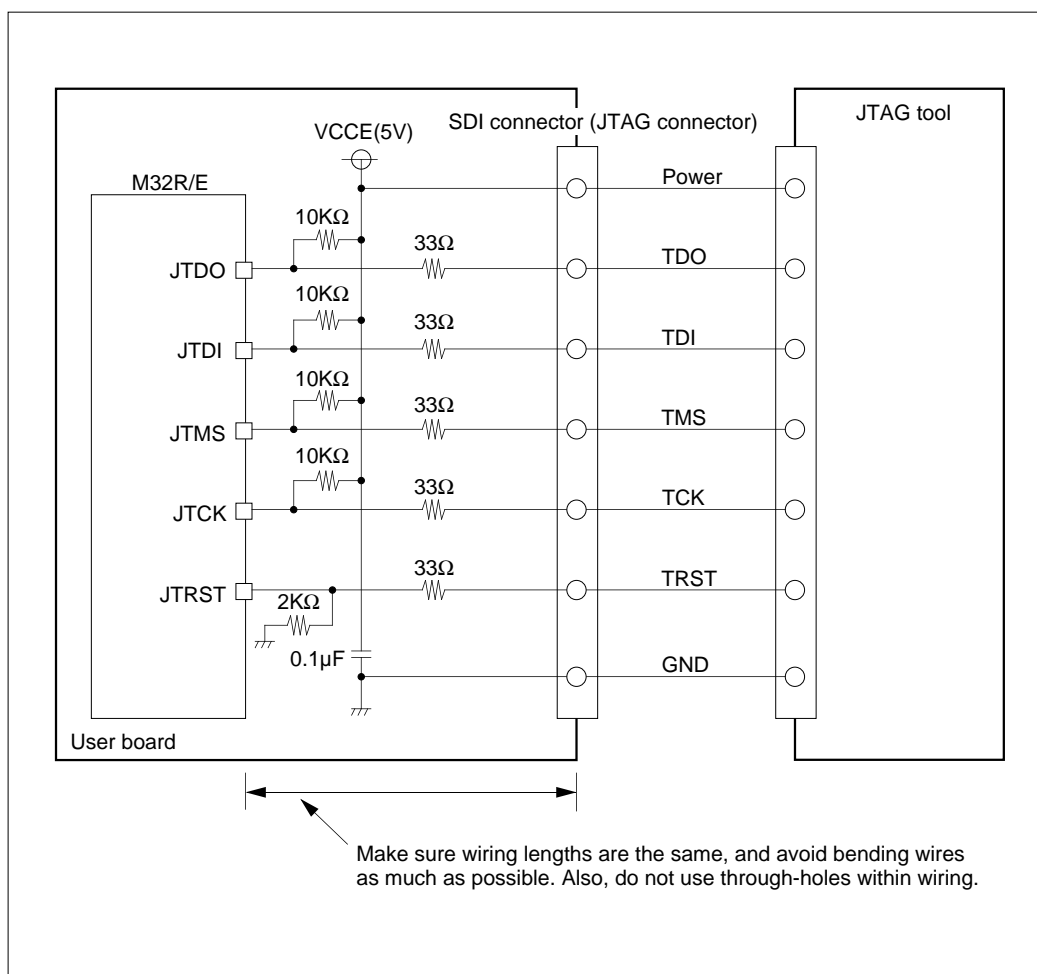 SDI connector (JTAG connector)
JTAG tool
VCCE(5V)
M32R/E
Power
10KΩ
33Ω
JTDO
TDO
10KΩ
33Ω
JTDI
TDI
10KΩ
33Ω
JTMS
TMS
10KΩ
33Ω
JTCK
TCK
33Ω
JTRST
TRST
2KΩ
0.1µF
GND
User board
Make sure wiring lengths are the same, and avoid bending wires
as much as possible. Also, do not use through-holes within wiring.